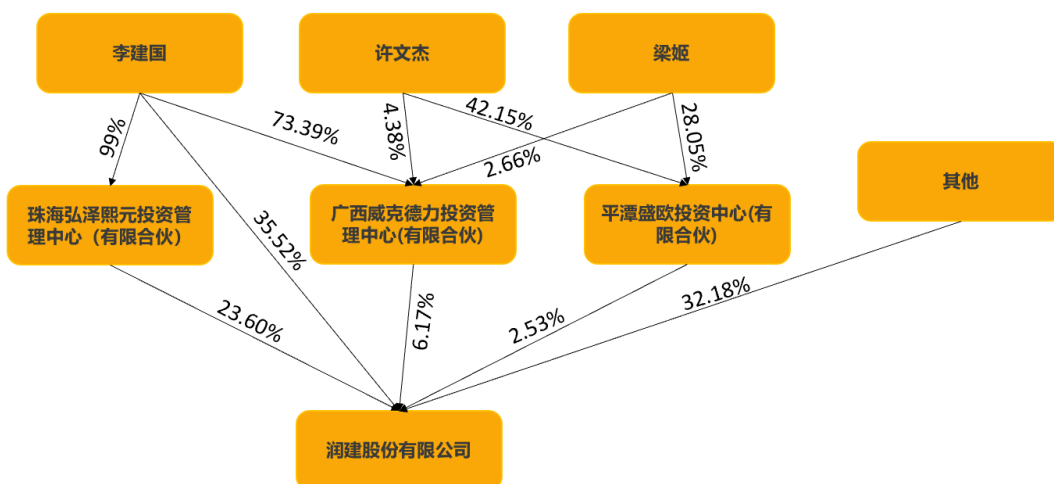 李建国
许文杰
梁姬
99%
73.39%
4.38%
42.15%
2.66%
28.05%
其他
珠海弘泽熙元投资管
理中心（有限合伙）
广西威克德力投资管
理中心(有限合伙)
平潭盛欧投资中心(有
限合伙)
35.52%
23.60%
6.17%
2.53%
32.18%
润建股份有限公司